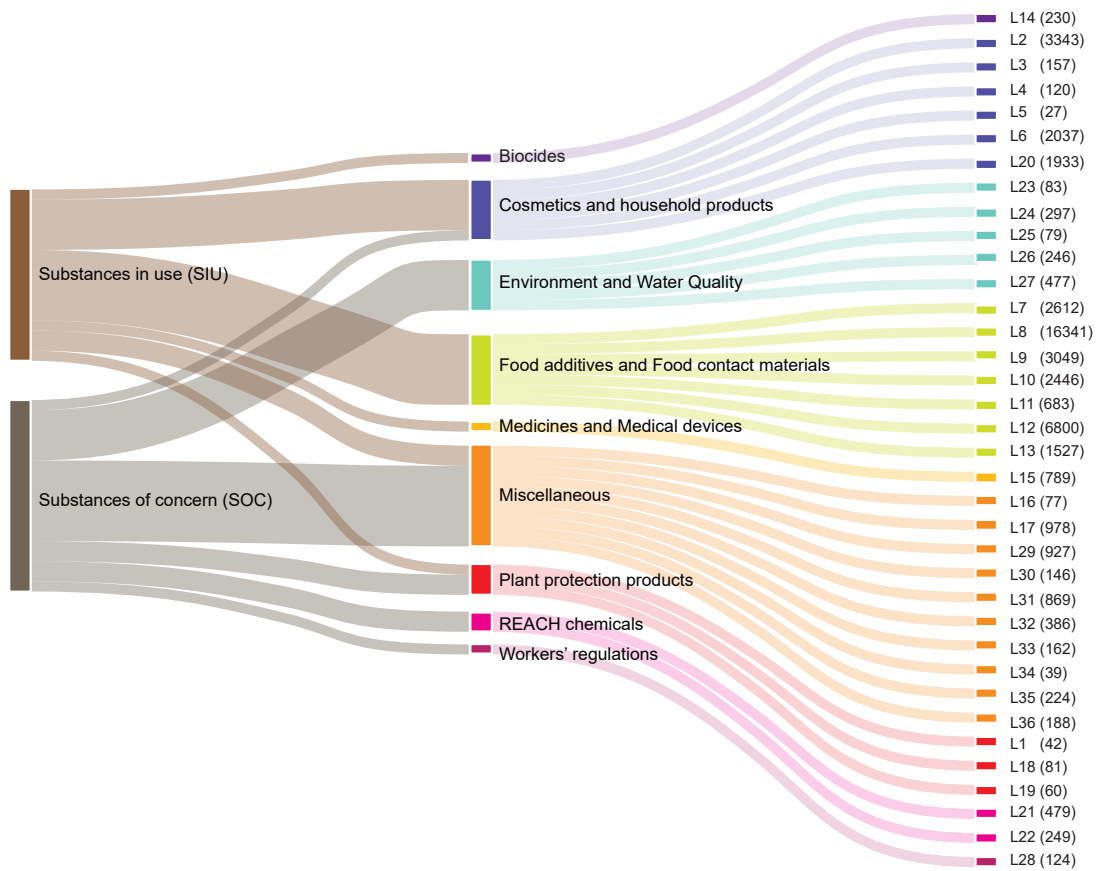 Substances in use (SIU)
Substances of concern (SOC)
Biocides
Cosmetics and household products
Environment and Water Quality
Food additives and Food contact materials
Medicines and Medical devices
Miscellaneous
Plant protection products
REACH chemicals
Workers’ regulations
L14 (230)
L2 (3343)
L3 (157)
L4 (120)
L5 (27)
L6 (2037)
L20 (1933)
L23 (83)
L24 (297)
L25 (79)
L26 (246)
L27 (477)
L7 (2612)
L8 (16341)
L9 (3049)
L10 (2446)
L11 (683)
L12 (6800)
L13 (1527)
L15 (789)
L16 (77)
L17 (978)
L29 (927)
L30 (146)
L31 (869)
L32 (386)
L33 (162)
L34 (39)
L35 (224)
L36 (188)
L1 (42)
L18 (81)
L19 (60)
L21 (479)
L22 (249)
L28 (124)